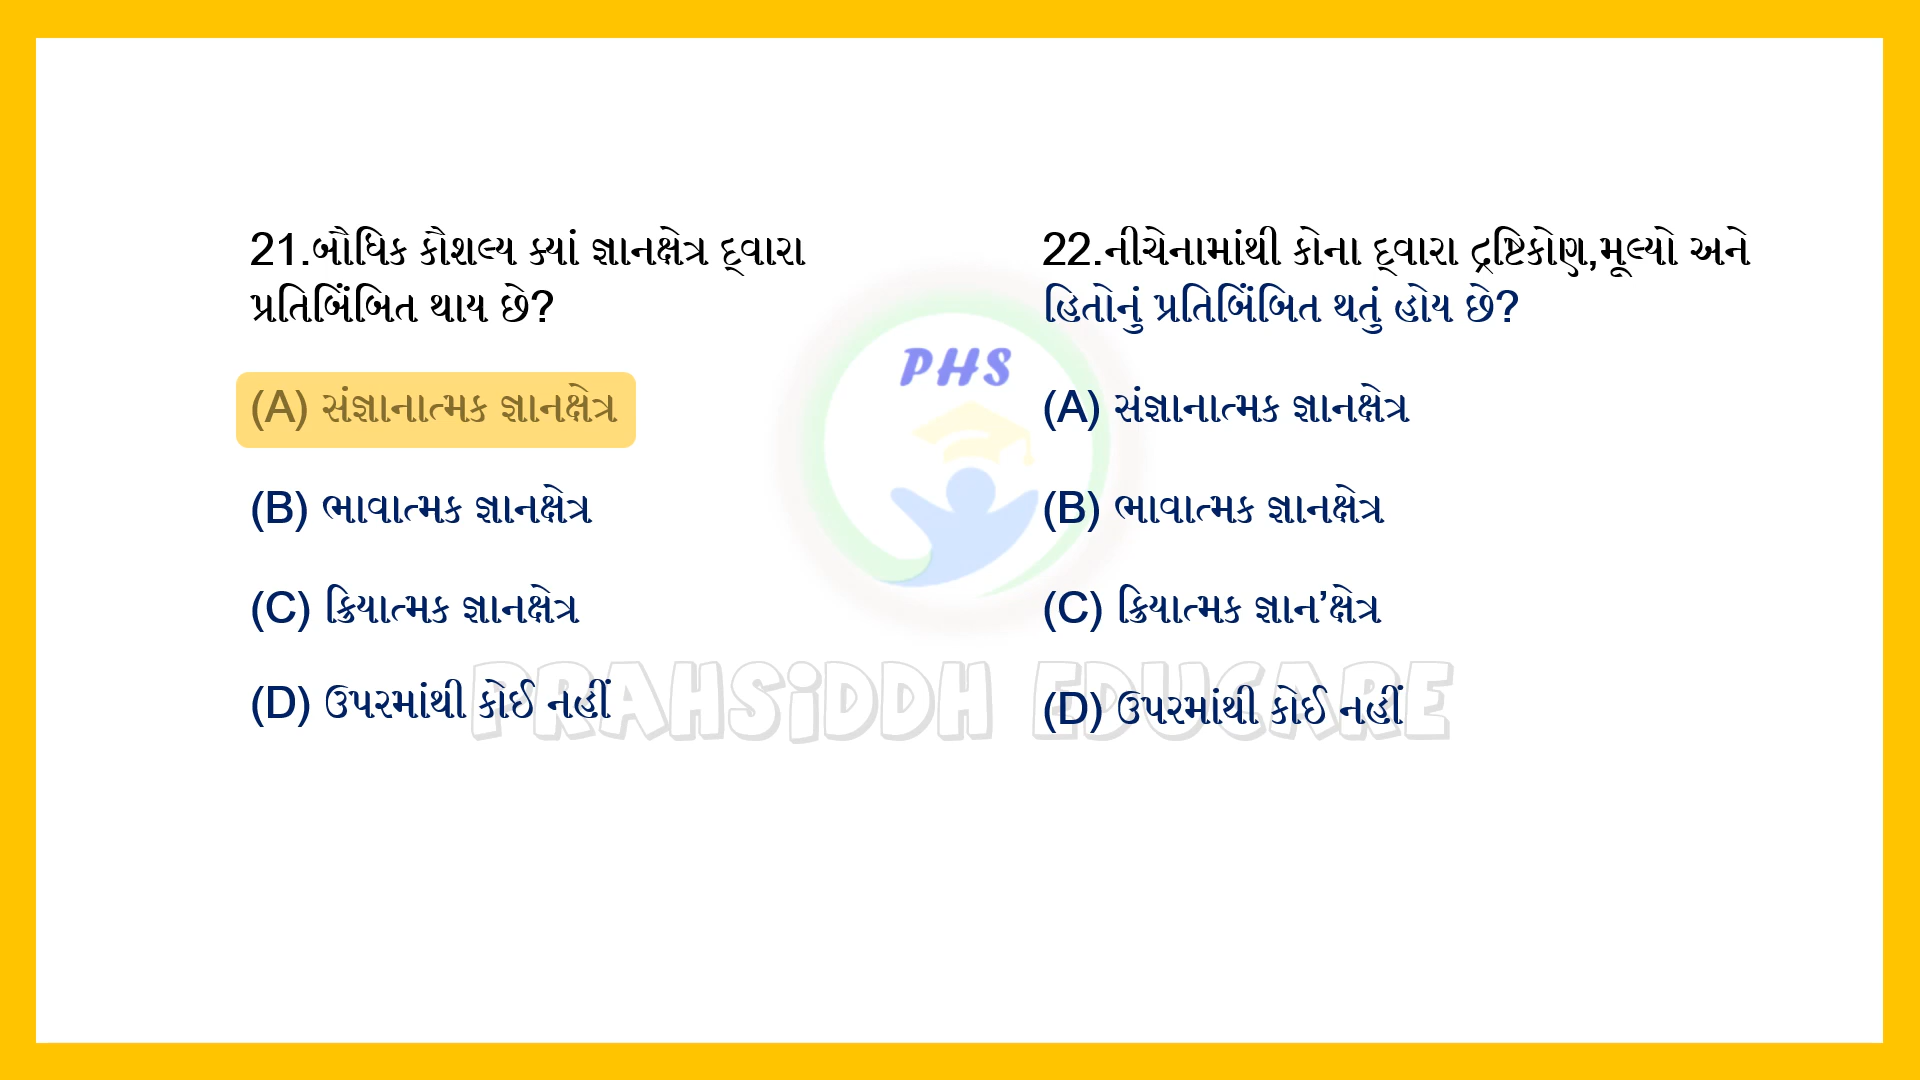 21.બૌધિક કૌશલ્ય ક્યાં જ્ઞાનક્ષેત્ર દ્વારા
પ્રતિબિંબિત થાય છે?
(A) સંજ્ઞાનાત્મક જ્ઞાનક્ષેત્ર
(B) ભાવાત્મક જ્ઞાનક્ષેત્ર
(C) ક્રિયાત્મક જ્ઞાનક્ષેત્ર
(D) ઉપરમાંથી કોઈ નહીં
22.નીચેનામાંથી કોના દ્વારા દ્રષ્ટિકોણ,મૂલ્યો અને
હિતોનું પ્રતિબિંબિત થતું હોય છે?
(A) સંજ્ઞાનાત્મક જ્ઞાનક્ષેત્ર
(B) ભાવાત્મક જ્ઞાનક્ષેત્ર
(C) ક્રિયાત્મક જ્ઞાન’ક્ષેત્ર
(D) ઉપરમાંથી કોઈ નહીં
PHS
PRAHSiDDH EDUCARE